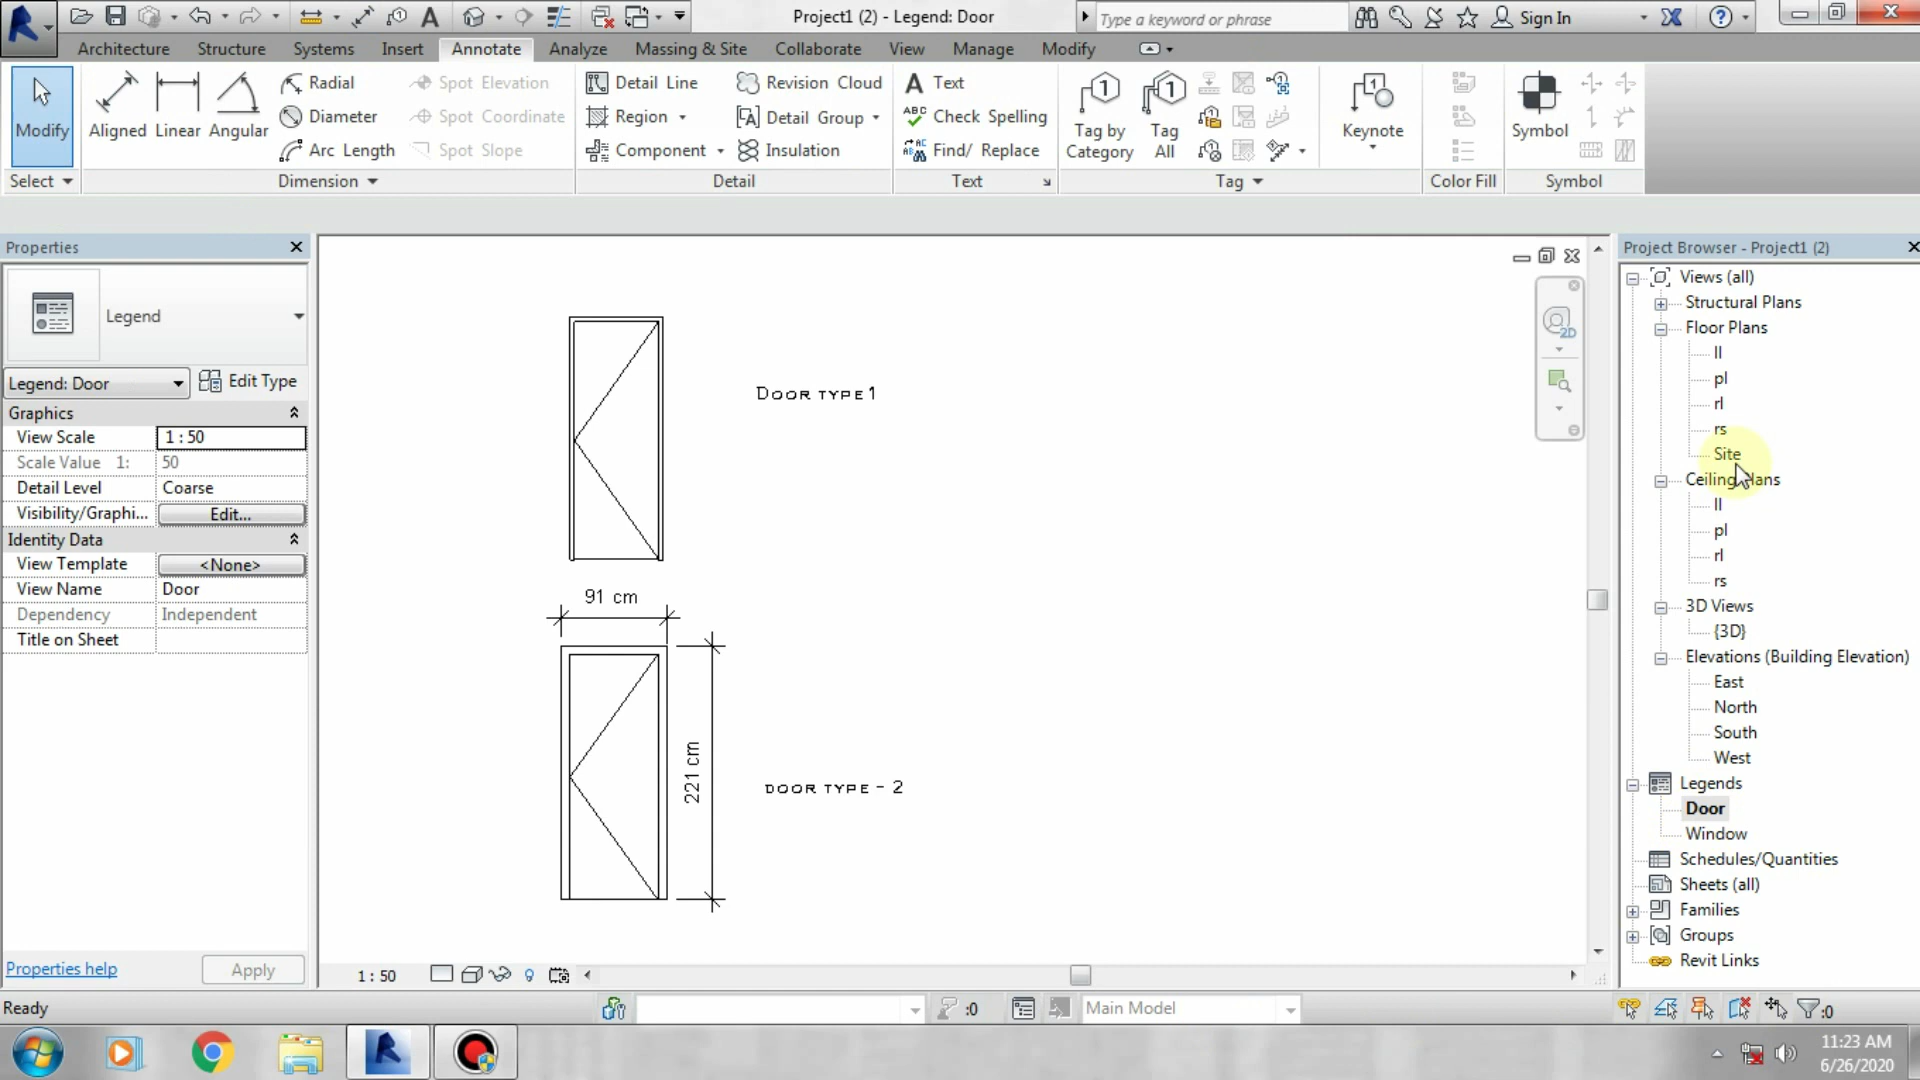 Project1 (2) - Legend: Door
Type a keyword or phrase
Sign In
Architecture Structure Systems Insert Annotate Analyze Massing & Site Collaborate View Manage Modify
Modify
Select
Aligned Linear Angular
Radial
Diameter
Arc Length
Spot Elevation
Spot Coordinate
Spot Slope
Dimension
Detail Line
Region
Component
Revision Cloud
Detail Group
Insulation
Detail
Text
Check Spelling
Find/ Replace
Text
Tag by Category
Tag All
Tag
Keynote
Color Fill
Symbol
Symbol
Properties
Legend
Legend: Door
Edit Type
Graphics
View Scale 1 : 50
Scale Value 1: 50
Detail Level Coarse
Visibility/Graphi... Edit...
Identity Data
View Template <None>
View Name Door
Dependency Independent
Title on Sheet
Properties help
Apply
2D
Door type 1
91 cm
221 cm
door type - 2
1 : 50
Project Browser - Project1 (2)
Views (all)
Structural Plans
Floor Plans
ll
pl
rl
rs
Site
Ceiling Plans
ll
pl
rl
rs
3D Views
{3D}
Elevations (Building Elevation)
East
North
South
West
Legends
Door
Window
Schedules/Quantities
Sheets (all)
Families
Groups
Revit Links
Ready
:0
Main Model
:0
11:23 AM
6/26/2020